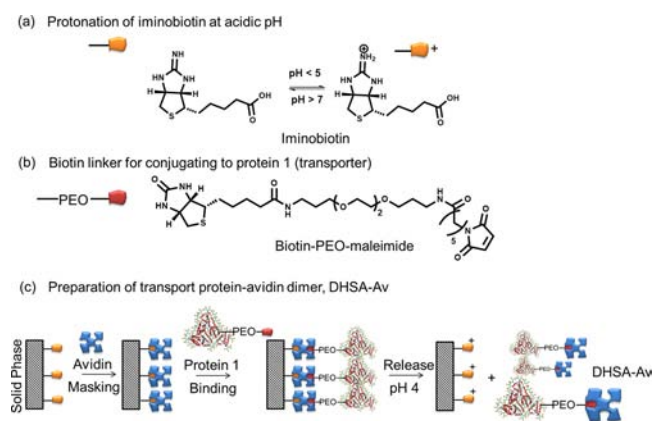 (a) Protonation of iminobiotin at acidic pH
NH
HN NH
H H
S
OH
O
pH < 5
pH > 7
⊕
NH₂
HN NH
H H
S
OH
O
+
Iminobiotin
(b) Biotin linker for conjugating to protein 1 (transporter)
PEO
O
HN NH
H H
S
O
N
H
O
2
O
H
N
O
5
N
O
O
Biotin-PEO-maleimide
(c) Preparation of transport protein-avidin dimer, DHSA-Av
Solid Phase
Avidin
Masking
PEO
Protein 1
Binding
PEO
PEO
PEO
Release
pH 4
+
+
+
+
PEO
PEO
PEO
DHSA-Av